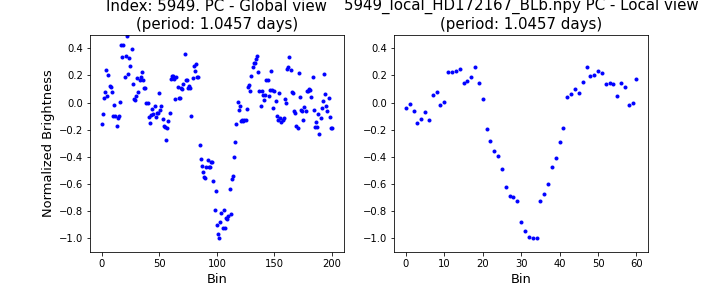 Index: 5949. PC - Global view
(period: 1.0457 days)
5949_local_HD172167_BLb.npy PC - Local view
(period: 1.0457 days)
Normalized Brightness
0.4
0.2
0.0
−0.2
−0.4
−0.6
−0.8
−1.0
0 50 100 150 200
Bin
0.4
0.2
0.0
−0.2
−0.4
−0.6
−0.8
−1.0
0 10 20 30 40 50 60
Bin